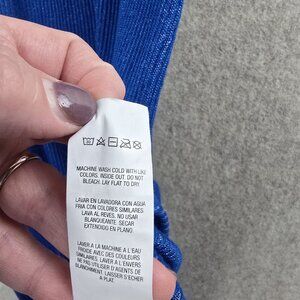 MACHINE WASH COLD WITH LIKE
COLORS. INSIDE OUT. DO NOT
BLEACH. LAY FLAT TO DRY
LAVAR EN LAVADORA CON AGUA
FRIA CON COLORES SIMILARES
LAVA AL REVES. NO USAR
BLANQUEADOR. SECAR
EXTENDIDO EN PLANO.
LAVER A LA MACHINE A L'EAU
FROIDE AVEC DES COULEURS
SIMILAIRES. LAVER A L'ENVERS
NE PAS UTILISER D'AGENTS DE
BLANCHIMENT. LAISSER SECHER
A PLAT.